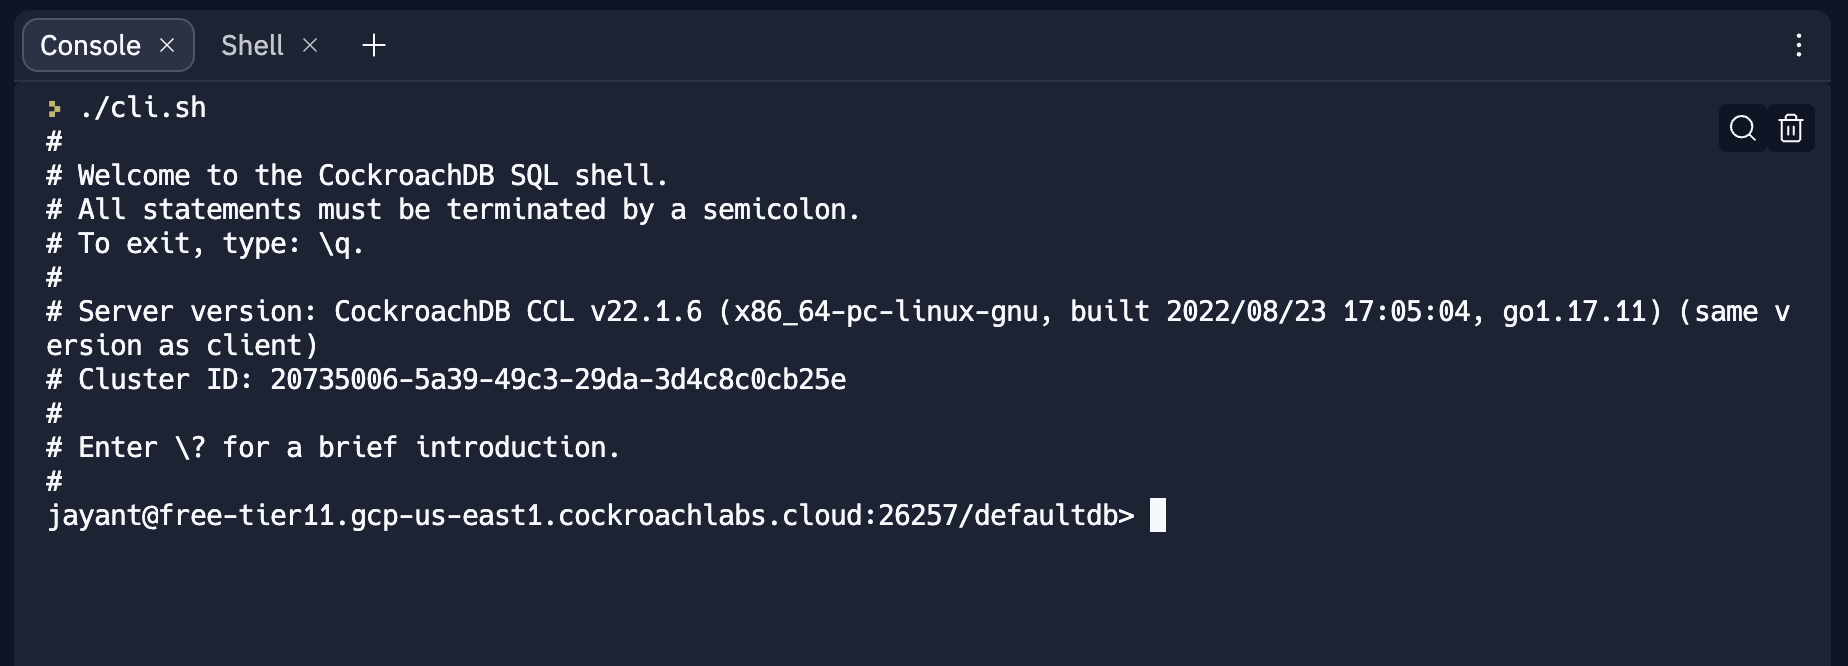 Console × Shell × +
./cli.sh
#
# Welcome to the CockroachDB SQL shell.
# All statements must be terminated by a semicolon.
# To exit, type: \q.
#
# Server version: CockroachDB CCL v22.1.6 (x86_64-pc-linux-gnu, built 2022/08/23 17:05:04, go1.17.11) (same v
ersion as client)
# Cluster ID: 20735006-5a39-49c3-29da-3d4c8c0cb25e
#
# Enter \? for a brief introduction.
#
jayant@free-tier11.gcp-us-east1.cockroachlabs.cloud:26257/defaultdb>